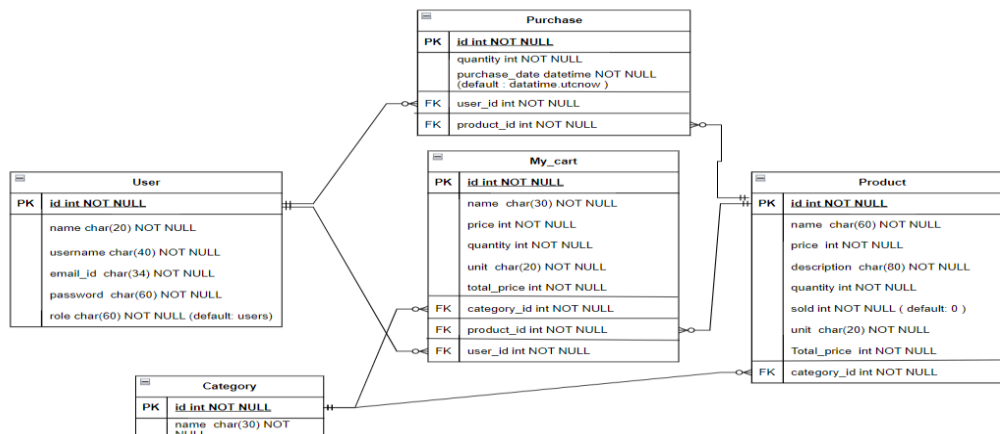 Purchase
PK id int NOT NULL
quantity int NOT NULL
purchase_date datetime NOT NULL
(default : datatime.utcnow )
FK user_id int NOT NULL
FK product_id int NOT NULL
My_cart
PK id int NOT NULL
name char(30) NOT NULL
price int NOT NULL
quantity int NOT NULL
unit char(20) NOT NULL
total_price int NOT NULL
FK category_id int NOT NULL
FK product_id int NOT NULL
FK user_id int NOT NULL
User
PK id int NOT NULL
name char(20) NOT NULL
username char(40) NOT NULL
email_id char(34) NOT NULL
password char(60) NOT NULL
role char(60) NOT NULL (default: users)
Product
PK id int NOT NULL
name char(60) NOT NULL
price int NOT NULL
description char(80) NOT NULL
quantity int NOT NULL
sold int NOT NULL ( default: 0 )
unit char(20) NOT NULL
Total_price int NOT NULL
FK category_id int NOT NULL
Category
PK id int NOT NULL
name char(30) NOT
NULL